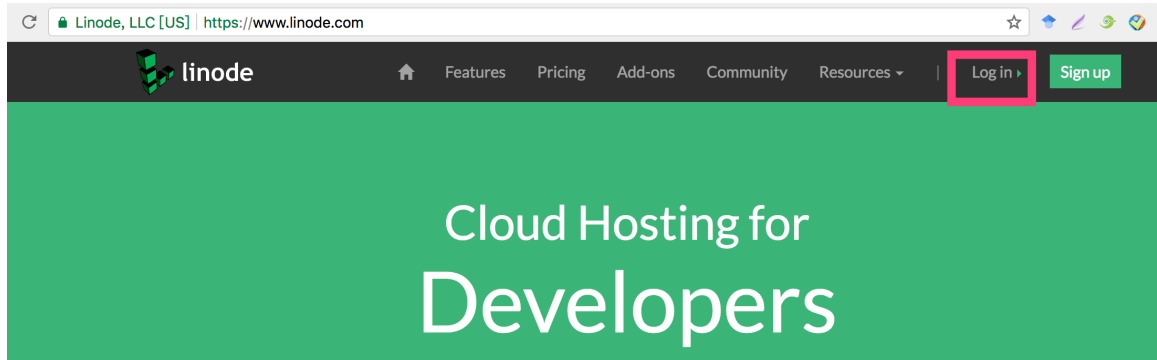 Linode, LLC [US] https://www.linode.com
linode Features Pricing Add-ons Community Resources | Log in Sign up
Cloud Hosting for
Developers